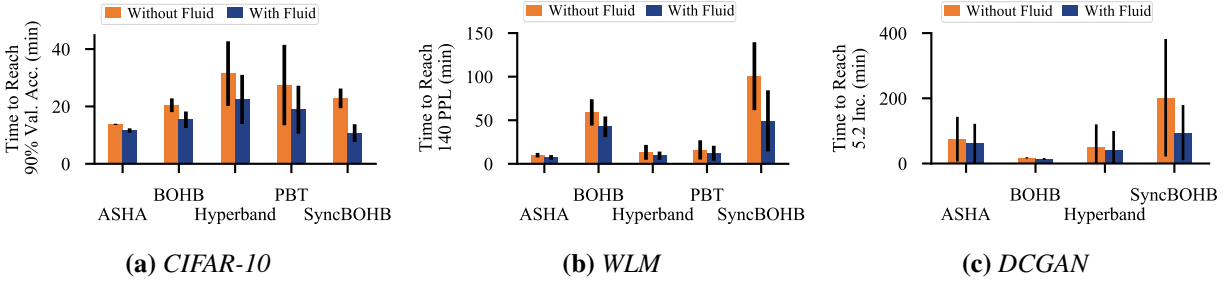 Without Fluid With Fluid
Time to Reach
90% Val. Acc. (min)
40
20
0
ASHA
BOHB
Hyperband
PBT
SyncBOHB
(a) CIFAR-10
Without Fluid With Fluid
Time to Reach
140 PPL (min)
150
100
50
0
ASHA
BOHB
Hyperband
PBT
SyncBOHB
(b) WLM
Without Fluid With Fluid
Time to Reach
5.2 Inc. (min)
400
200
0
ASHA
BOHB
Hyperband
SyncBOHB
(c) DCGAN